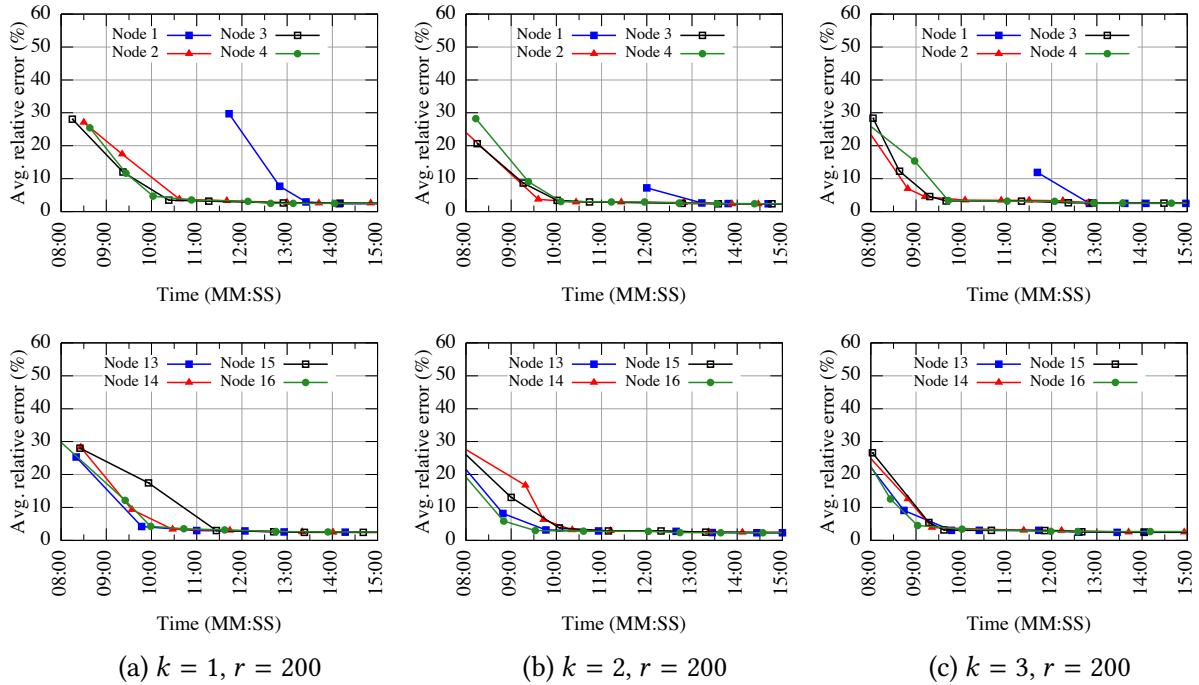 Avg. relative error (%)
60
50
40
30
20
10
0
Node 1
Node 2
Node 3
Node 4
08:00
09:00
10:00
11:00
12:00
13:00
14:00
15:00
Time (MM:SS)
Avg. relative error (%)
60
50
40
30
20
10
0
Node 1
Node 2
Node 3
Node 4
08:00
09:00
10:00
11:00
12:00
13:00
14:00
15:00
Time (MM:SS)
Avg. relative error (%)
60
50
40
30
20
10
0
Node 1
Node 2
Node 3
Node 4
08:00
09:00
10:00
11:00
12:00
13:00
14:00
15:00
Time (MM:SS)
Avg. relative error (%)
60
50
40
30
20
10
0
Node 13
Node 14
Node 15
Node 16
08:00
09:00
10:00
11:00
12:00
13:00
14:00
15:00
Time (MM:SS)
Avg. relative error (%)
60
50
40
30
20
10
0
Node 13
Node 14
Node 15
Node 16
08:00
09:00
10:00
11:00
12:00
13:00
14:00
15:00
Time (MM:SS)
Avg. relative error (%)
60
50
40
30
20
10
0
Node 13
Node 14
Node 15
Node 16
08:00
09:00
10:00
11:00
12:00
13:00
14:00
15:00
Time (MM:SS)
(a) k = 1, r = 200
(b) k = 2, r = 200
(c) k = 3, r = 200